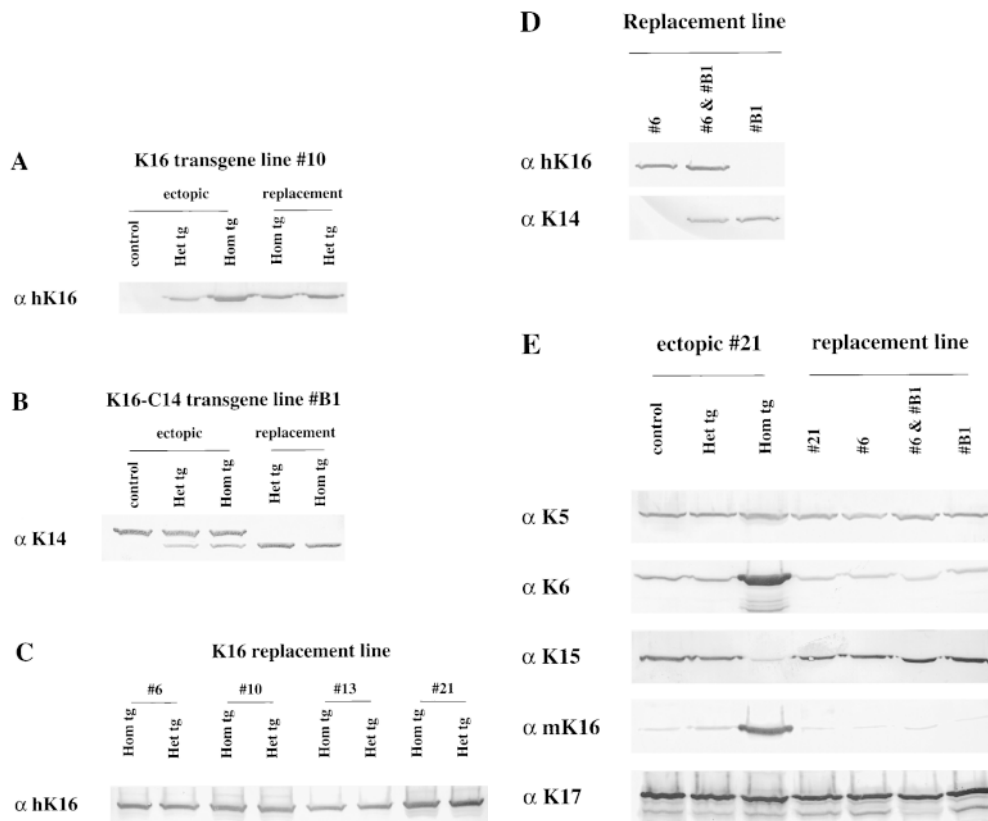 A
K16 transgene line #10
ectopic replacement
control Het tg Hom tg Hom tg Het tg
α hK16
B
K16-C14 transgene line #B1
ectopic replacement
control Het tg Hom tg Het tg Hom tg
α K14
C
K16 replacement line
#6 #10 #13 #21
Hom tg Het tg Hom tg Het tg Hom tg Het tg Hom tg Het tg
α hK16
D
Replacement line
#6 #6 & #B1 #B1
α hK16
α K14
E
ectopic #21 replacement line
control Het tg Hom tg #21 #6 #6 & #B1 #B1
α K5
α K6
α K15
α mK16
α K17